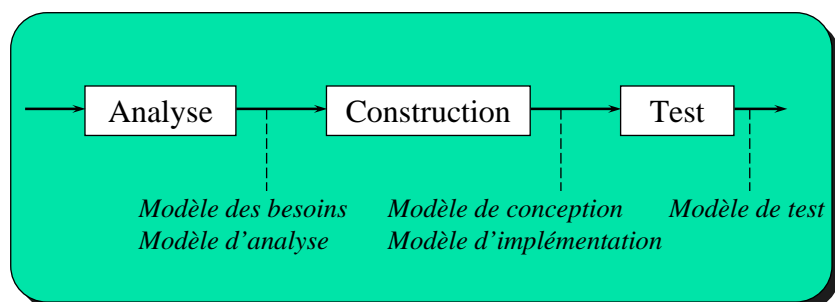 Analyse
Construction
Test
Modèle des besoins
Modèle d’analyse
Modèle de conception
Modèle d’implémentation
Modèle de test